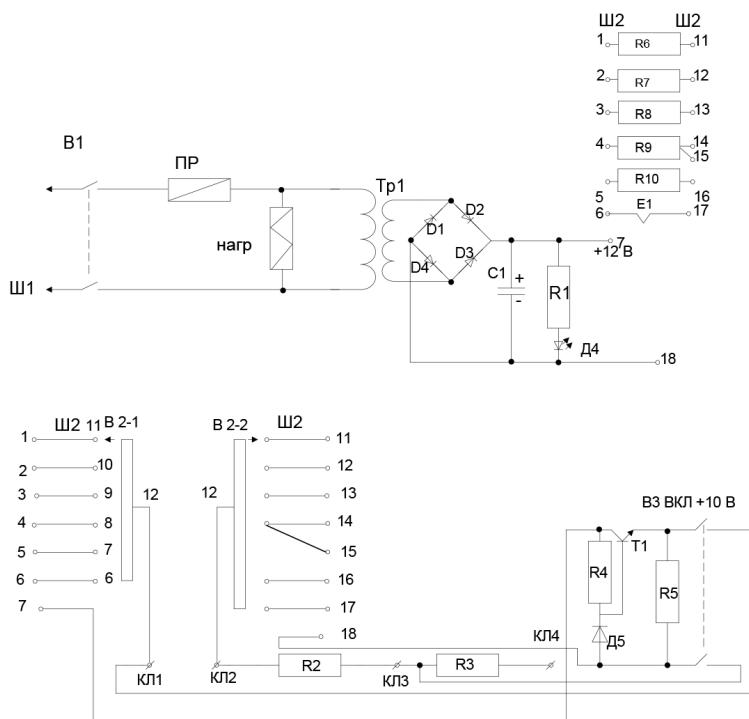 Ш2 Ш2
1 R6 11
2 R7 12
3 R8 13
4 R9 14
15
R10
5 16
6 E1 17
В1
ПР
Тр1
нагр
D1 D2
D4 D3
C1 + -
R1
7
+12 В
Д4
18
Ш1
Ш2 11 В 2-1
1
2 10
3 9
4 8
5 7
6 6
7
12
В 2-2 Ш2
11
12
13
14
15
16
17
18
12
В3 ВКЛ +10 В
Т1
R4
R5
Д5
КЛ1 КЛ2 R2 КЛ3 R3 КЛ4